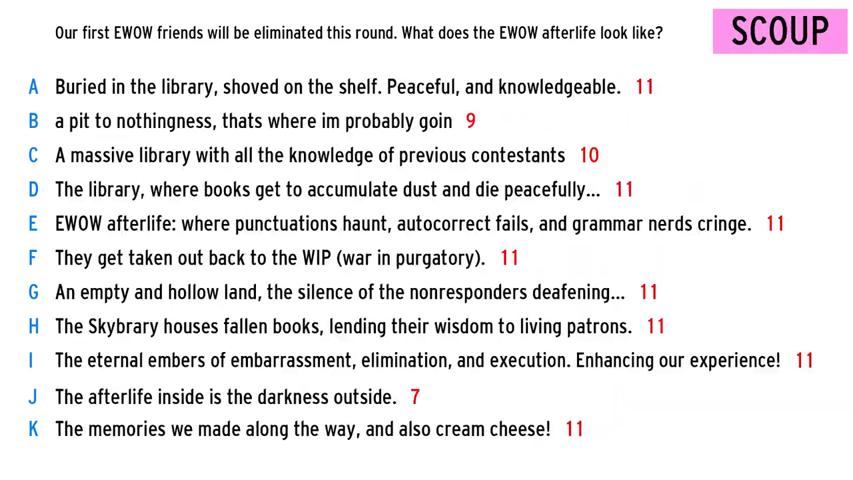 Our first EWOW friends will be eliminated this round. What does the EWOW afterlife look like?
SCOUP
A Buried in the library, shoved on the shelf. Peaceful, and knowledgeable. 11
B a pit to nothingness, thats where im probably goin 9
C A massive library with all the knowledge of previous contestants 10
D The library, where books get to accumulate dust and die peacefully... 11
E EWOW afterlife: where punctuations haunt, autocorrect fails, and grammar nerds cringe. 11
F They get taken out back to the WIP (war in purgatory). 11
G An empty and hollow land, the silence of the nonresponders deafening... 11
H The Skybrary houses fallen books, lending their wisdom to living patrons. 11
I The eternal embers of embarrassment, elimination, and execution. Enhancing our experience! 11
J The afterlife inside is the darkness outside. 7
K The memories we made along the way, and also cream cheese! 11